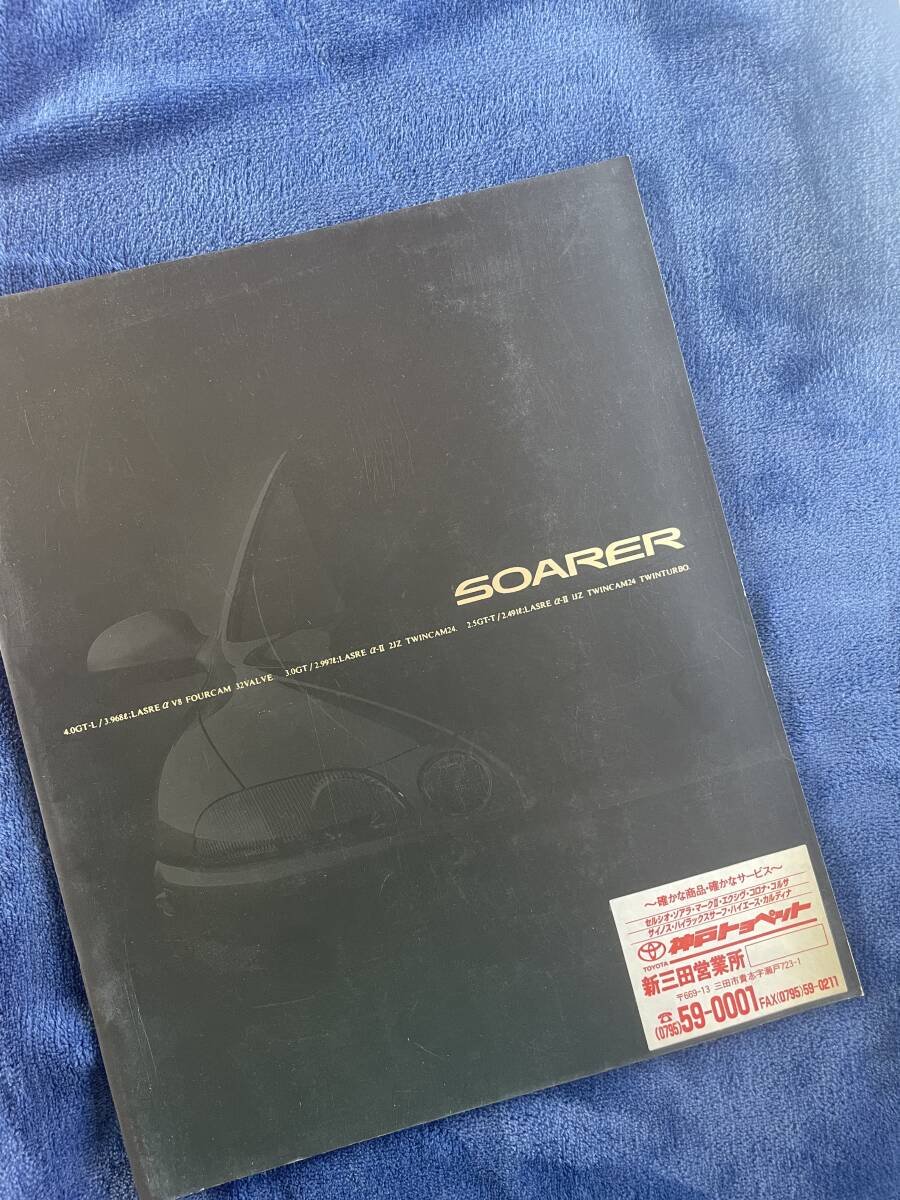 SOARER
4.0GT-L / 3.968ℓ;LASRE α V8 FOURCAM 32VALVE 3.0GT / 2.997ℓ;LASRE α-II 2JZ TWINCAM24. 2.5GT-T / 2.491ℓ;LASRE α-II 1JZ TWINCAM24 TWINTURBO.
〜確かな商品・確かなサービス〜
セルシオ・ソアラ・マークII・エクシヴ・コロナ・コルサ
サイノス・ハイラックスサーフ・ハイエース・カルディナ
TOYOTA 神戸トヨペット
新三田営業所
〒669-13 三田市貴志字瀬戸723-1
☎(0795)59-0001 FAX(0795)59-0211